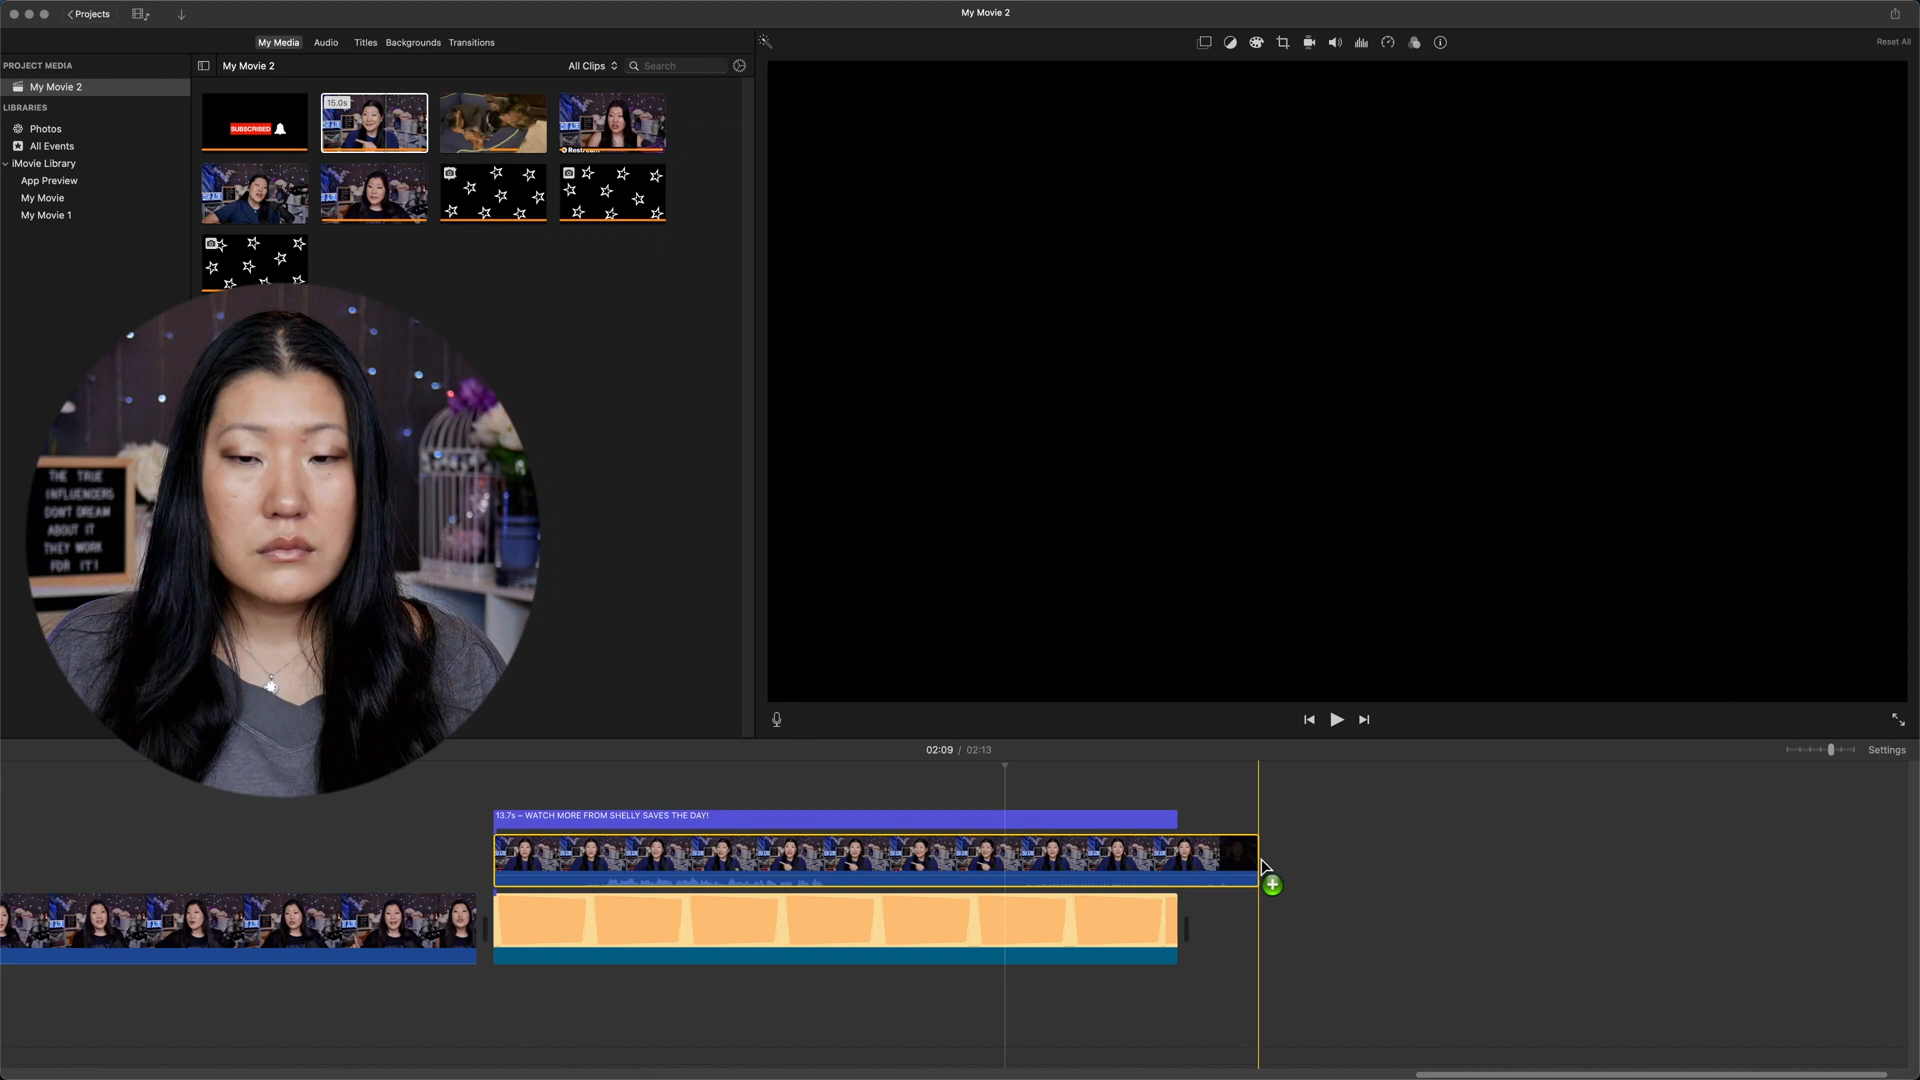 Projects
My Movie 2
My Media
Audio
Titles
Backgrounds
Transitions
Reset All
PROJECT MEDIA
My Movie 2
LIBRARIES
Photos
All Events
iMovie Library
App Preview
My Movie
My Movie 1
My Movie 2
All Clips
Search
SUBSCRIBED
15.0s
Restream
THE TRUE
INFLUENCERS
DON'T DREAM
ABOUT IT
THEY WORK
FOR IT!
02:09 / 02:13
Settings
13.7s – WATCH MORE FROM SHELLY SAVES THE DAY!